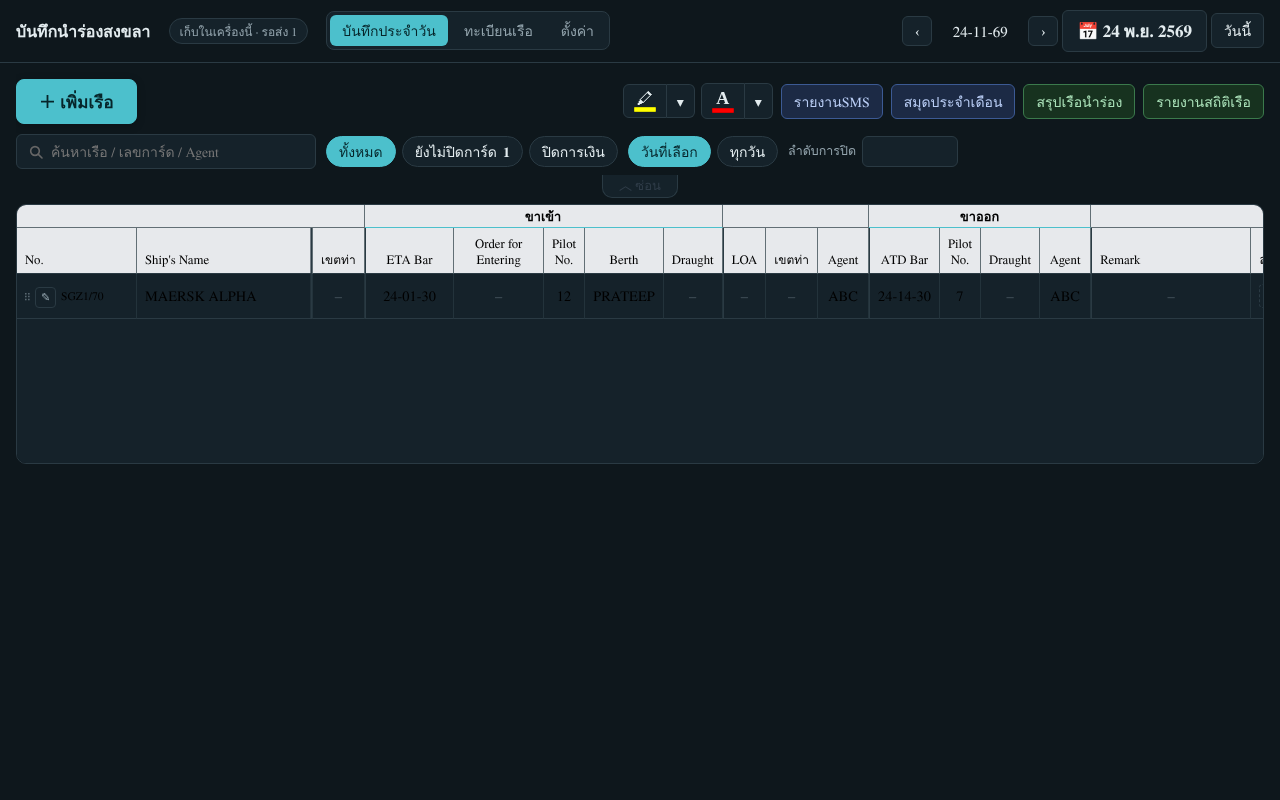 บันทึกนำร่องสงขลา
เก็บในเครื่องนี้ · รอส่ง 1
บันทึกประจำวัน ทะเบียนเรือ ตั้งค่า
‹ 24-11-69 › 📅 24 พ.ย. 2569 วันนี้
+ เพิ่มเรือ
A
รายงานSMS สมุดประจำเดือน สรุปเรือนำร่อง รายงานสถิติเรือ
ค้นหาเรือ / เลขการ์ด / Agent
ทั้งหมด ยังไม่ปิดการ์ด 1 ปิดการเงิน วันที่เลือก ทุกวัน ลำดับการปิด
︿ ซ่อน
ขาเข้า ขาออก
No. Ship's Name เขตท่า ETA Bar Order for Entering Pilot No. Berth Draught LOA เขตท่า Agent ATD Bar Pilot No. Draught Agent Remark
SGZ1/70 MAERSK ALPHA – 24-01-30 – 12 PRATEEP – – – ABC 24-14-30 7 – ABC –